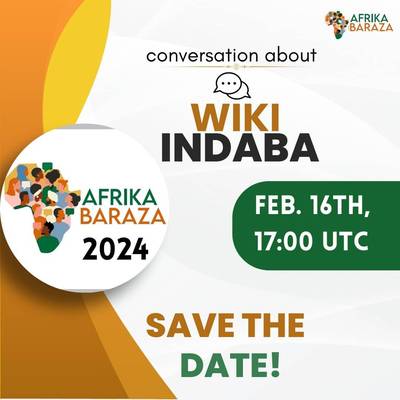 AFRIKA
BARAZA
conversation about
WIKI
INDABA
AFRIKA
BARAZA
2024
FEB. 16TH,
17:00 UTC
SAVE THE
DATE!